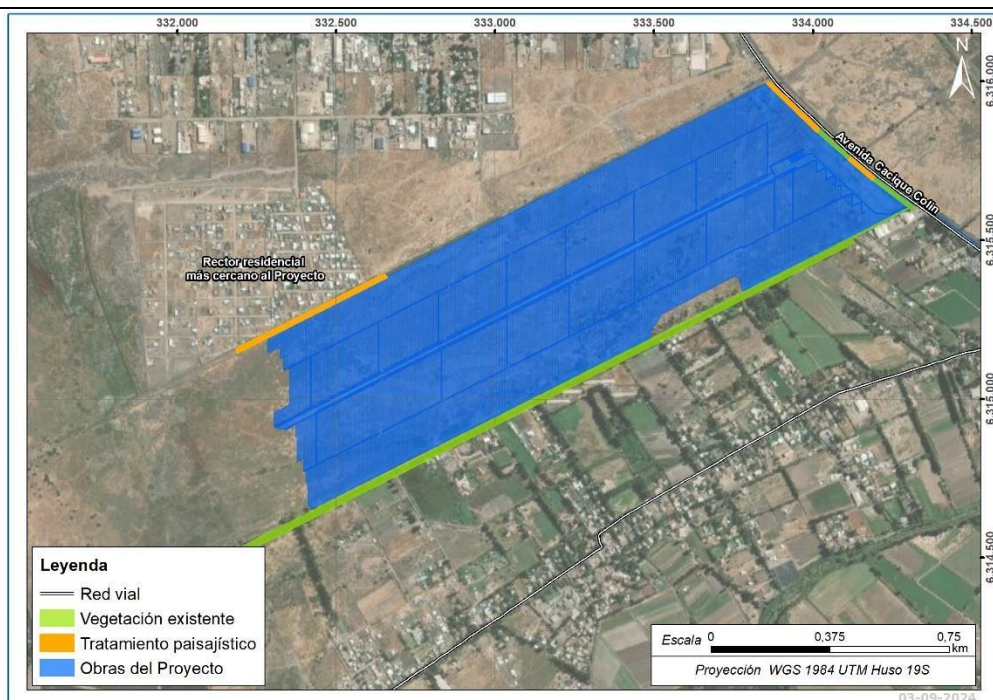 332.000
332.500
333.000
333.500
334.000
334.500
N
6.316.000
Avenida Cacique Colin
6.315.500
Rector residencial
más cercano al Proyecto
6.315.000
6.314.500
Leyenda
Red vial
Vegetación existente
Tratamiento paisajístico
Obras del Proyecto
Escala 0 0,375 0,75
km
Proyección WGS 1984 UTM Huso 19S
03-09-2024